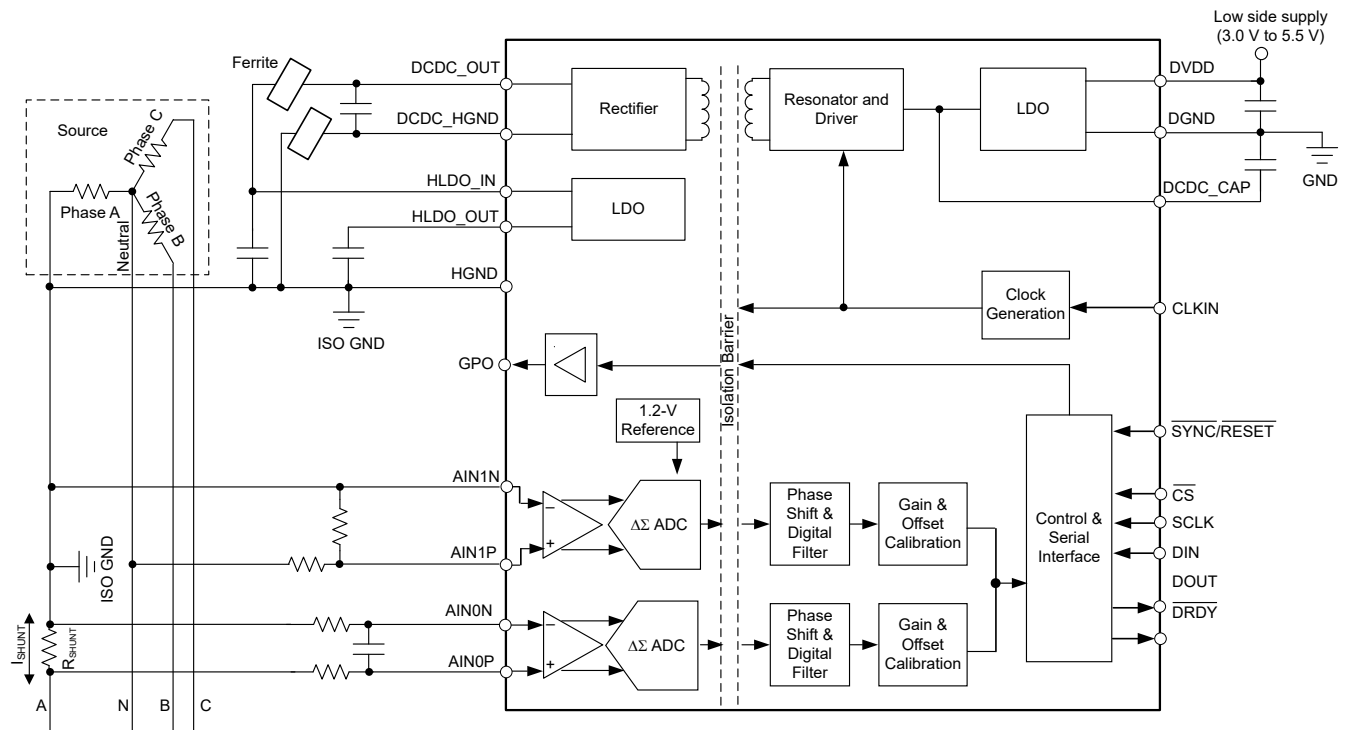 Low side supply
(3.0 V to 5.5 V)
Ferrite
DCDC_OUT
DVDD
Rectifier
Resonator and
Driver
LDO
Source
Phase C
DCDC_HGND
DGND
GND
HLDO_IN
DCDC_CAP
Phase A
Phase B
Neutral
HLDO_OUT
LDO
HGND
ISO GND
Clock
Generation
CLKIN
Isolation Barrier
GPO
1.2-V
Reference
SYNC/RESET
AIN1N
−
+
ΔΣ ADC
Phase
Shift &
Digital
Filter
Gain &
Offset
Calibration
Control &
Serial
Interface
CS
SCLK
DIN
AIN1P
ISO GND
DOUT
DRDY
AIN0N
−
+
ΔΣ ADC
Phase
Shift &
Digital
Filter
Gain &
Offset
Calibration
ISHUNT
RSHUNT
AIN0P
A
N
B
C